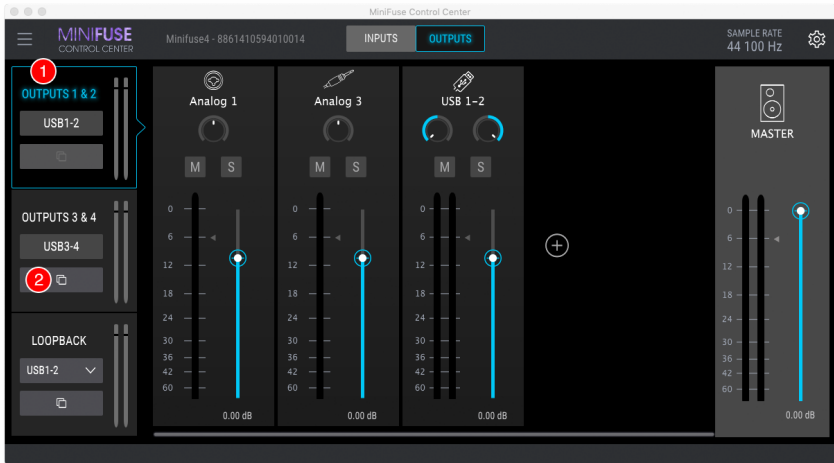 MiniFuse Control Center
MINIFUSE
CONTROL CENTER
Minifuse4 - 8861410594010014
INPUTS
OUTPUTS
SAMPLE RATE
44 100 Hz
1
OUTPUTS 1 & 2
USB1-2
OUTPUTS 3 & 4
USB3-4
2
LOOPBACK
USB1-2
Analog 1
M S
0
6
12
18
24
30
36
42
60
0.00 dB
Analog 3
M S
0
6
12
18
24
30
36
42
60
0.00 dB
USB 1-2
M S
0
6
12
18
24
30
36
42
60
0.00 dB
MASTER
0
6
12
18
24
30
36
42
60
0.00 dB